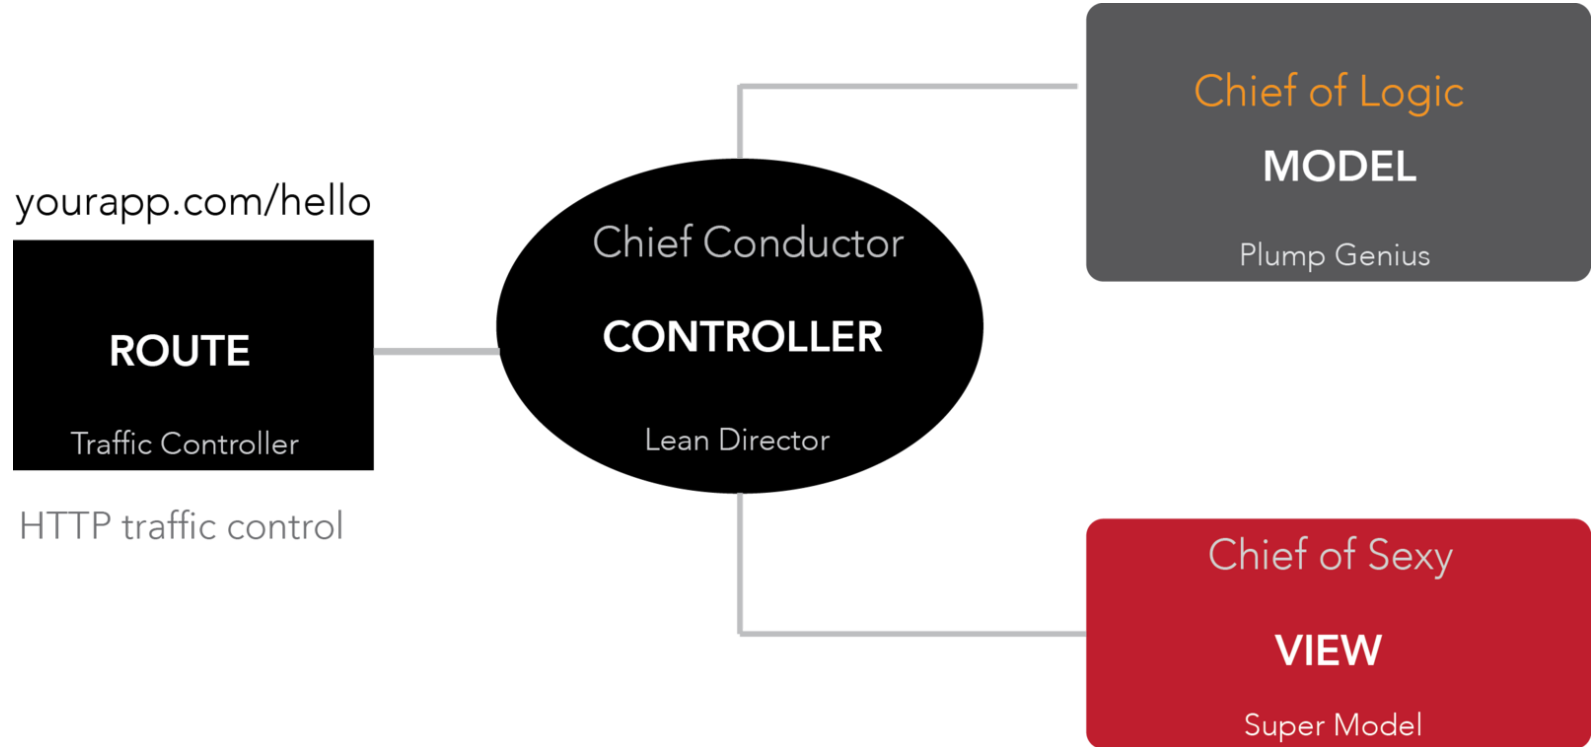 yourapp.com/hello
ROUTE
Traffic Controller
HTTP traffic control
Chief Conductor
CONTROLLER
Lean Director
Chief of Logic
MODEL
Plump Genius
Chief of Sexy
VIEW
Super Model